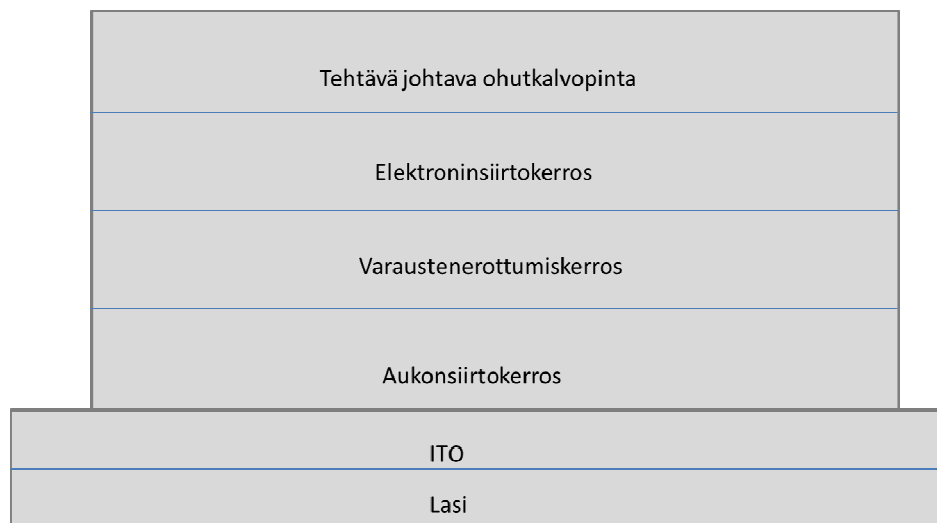 Tehtävä johtava ohutkalvopinta
Elektroninsiirtokerros
Varaustenerottumiskerros
Aukonsiirtokerros
ITO
Lasi